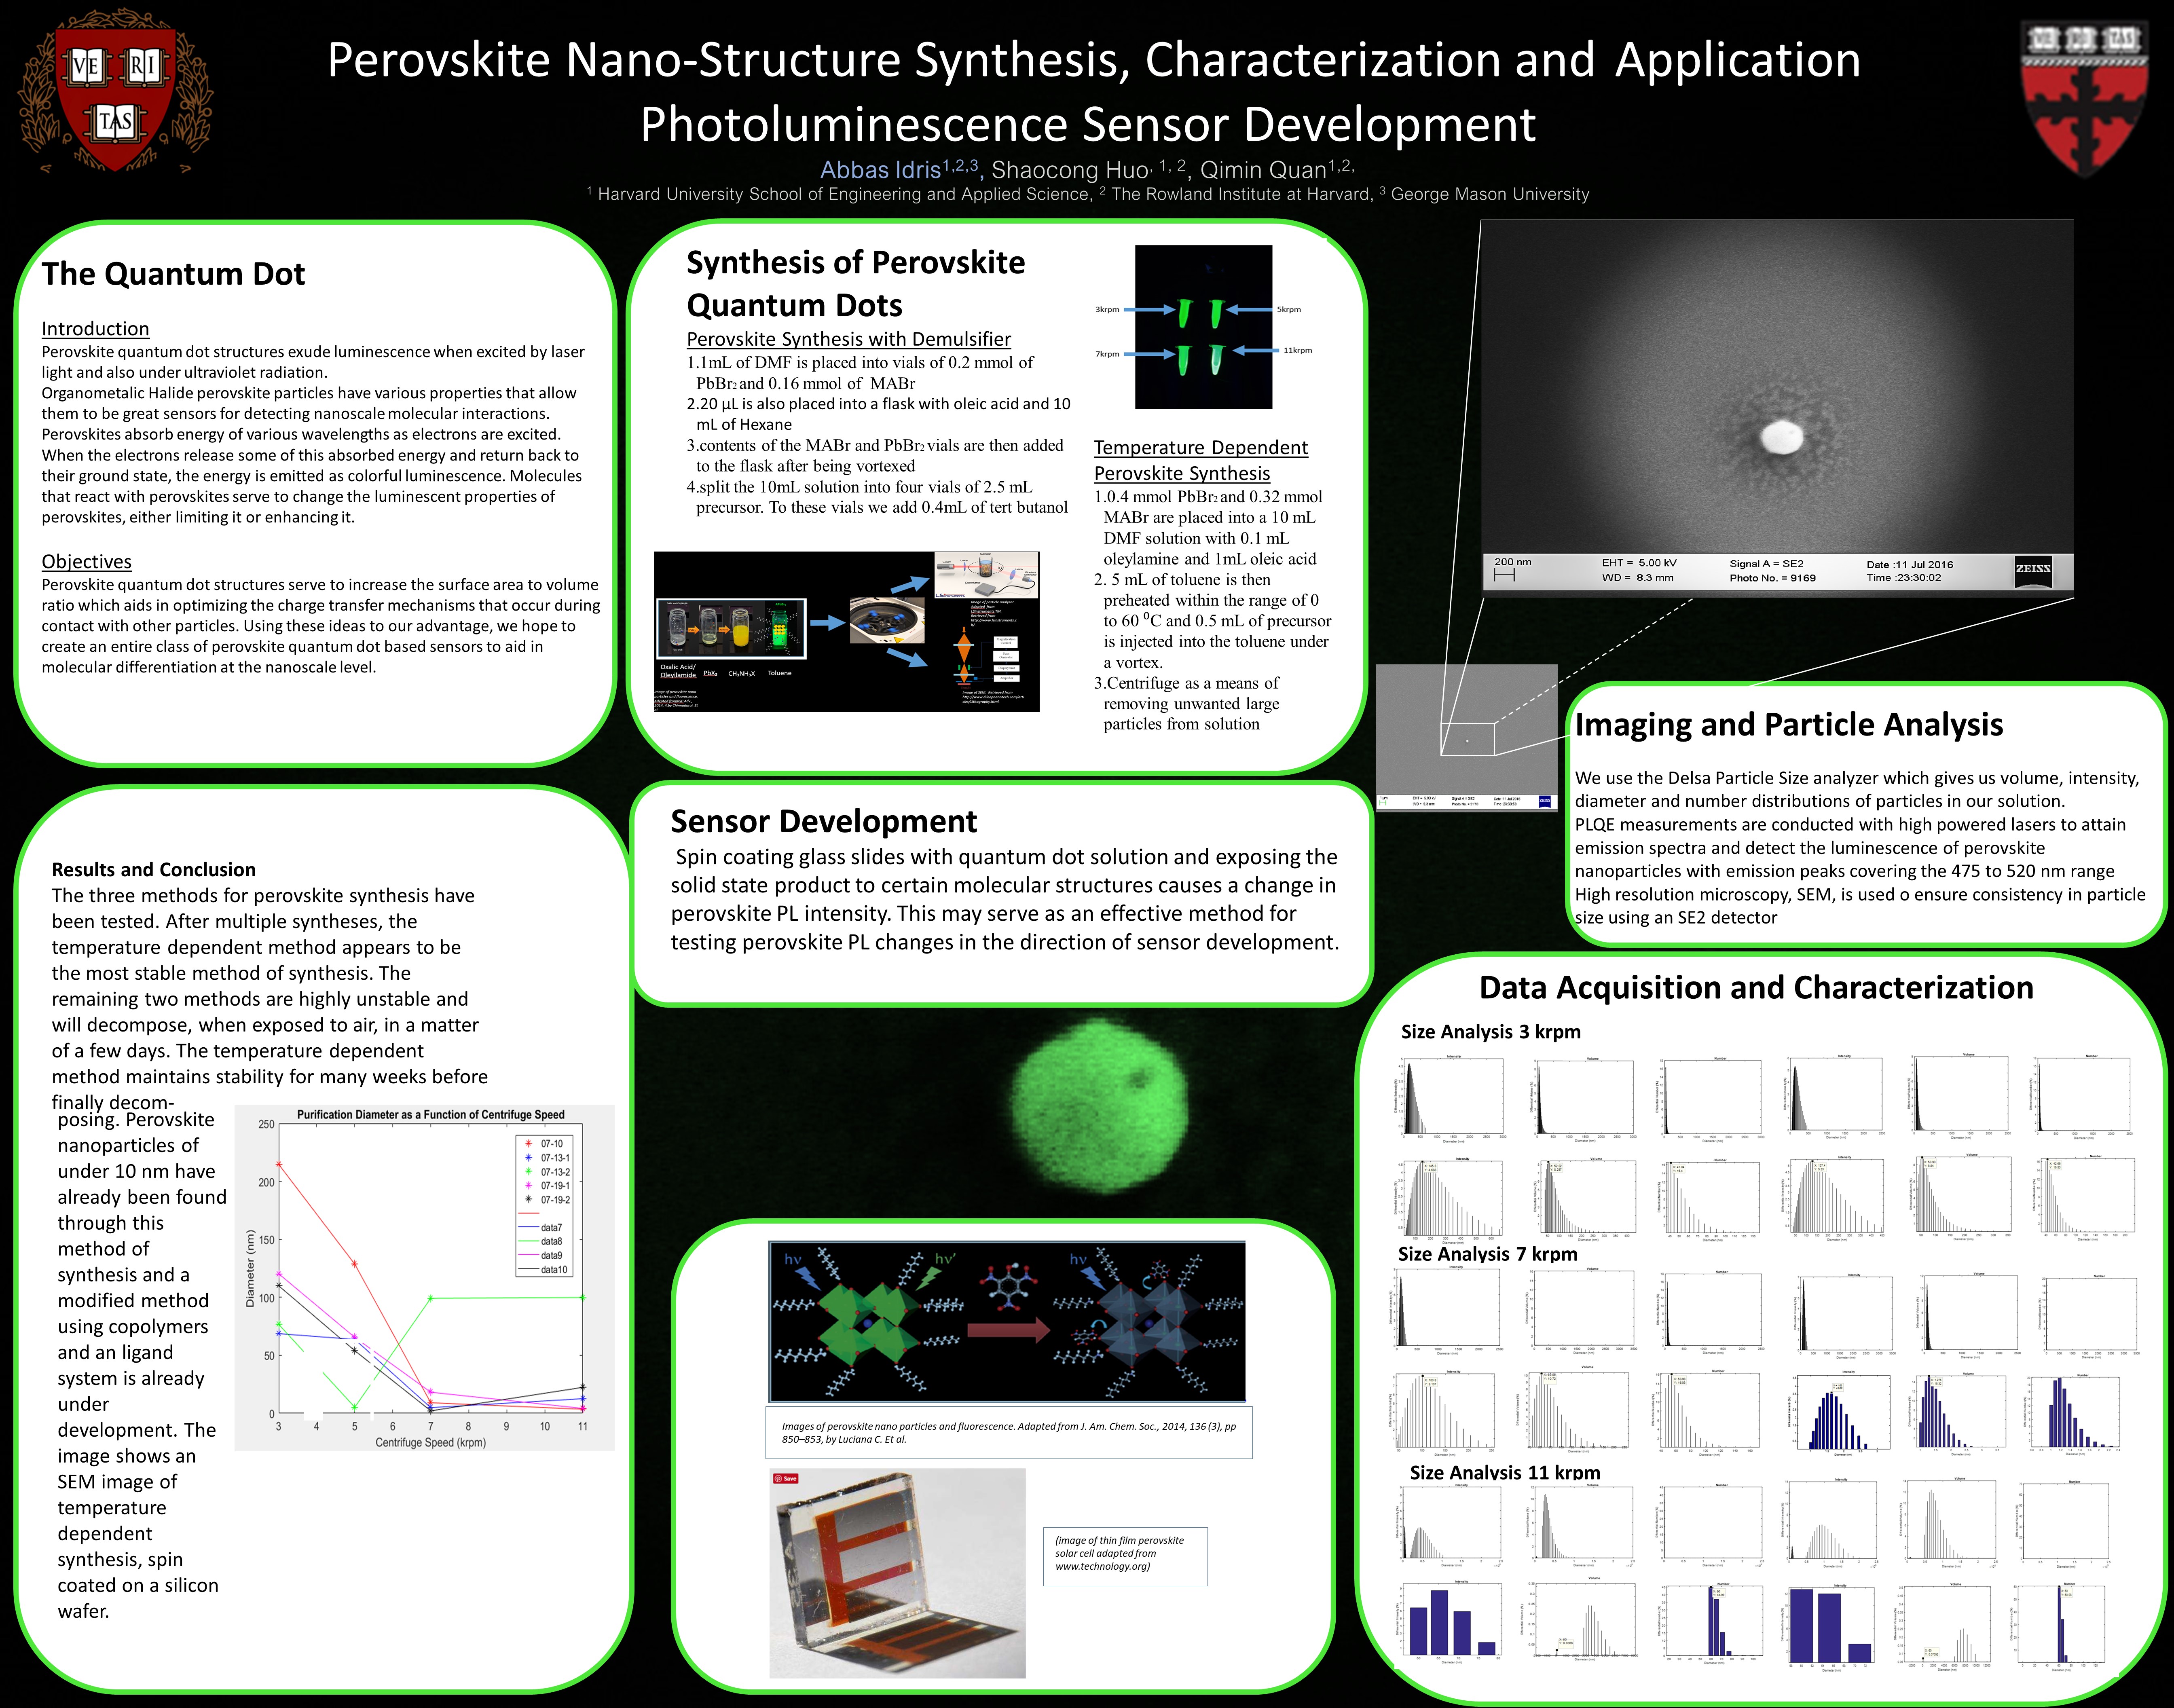 VE RI
TAS
Perovskite Nano-Structure Synthesis, Characterization and Application
Photoluminescence Sensor Development
Abbas Idris1,2,3, Shaocong Huo, 1, 2, Qimin Quan1,2,
1 Harvard University School of Engineering and Applied Science, 2 The Rowland Institute at Harvard, 3 George Mason University
The Quantum Dot
Introduction
Perovskite quantum dot structures exude luminescence when excited by laser
light and also under ultraviolet radiation.
Organometalic Halide perovskite particles have various properties that allow
them to be great sensors for detecting nanoscale molecular interactions.
Perovskites absorb energy of various wavelengths as electrons are excited.
When the electrons release some of this absorbed energy and return back to
their ground state, the energy is emitted as colorful luminescence. Molecules
that react with perovskites serve to change the luminescent properties of
perovskites, either limiting it or enhancing it.
Objectives
Perovskite quantum dot structures serve to increase the surface area to volume
ratio which aids in optimizing the charge transfer mechanisms that occur during
contact with other particles. Using these ideas to our advantage, we hope to
create an entire class of perovskite quantum dot based sensors to aid in
molecular differentiation at the nanoscale level.
Synthesis of Perovskite
Quantum Dots
Perovskite Synthesis with Demulsifier
1.1mL of DMF is placed into vials of 0.2 mmol of
PbBr2 and 0.16 mmol of MABr
2.20 µL is also placed into a flask with oleic acid and 10
mL of Hexane
3.contents of the MABr and PbBr2 vials are then added
to the flask after being vortexed
4.split the 10mL solution into four vials of 2.5 mL
precursor. To these vials we add 0.4mL of tert butanol
3krpm
5krpm
7krpm
11krpm
Oxalic Acid/
Oleylamide
PbX2
CH3NH3X
Toluene
Temperature Dependent
Perovskite Synthesis
1.0.4 mmol PbBr2 and 0.32 mmol
MABr are placed into a 10 mL
DMF solution with 0.1 mL
oleylamine and 1mL oleic acid
2. 5 mL of toluene is then
preheated within the range of 0
to 60 ⁰C and 0.5 mL of precursor
is injected into the toluene under
a vortex.
3.Centrifuge as a means of
removing unwanted large
particles from solution
200 nm
EHT = 5.00 kV
WD = 8.3 mm
Signal A = SE2
Photo No. = 9169
Date :11 Jul 2016
Time :23:30:02
ZEISS
Imaging and Particle Analysis
We use the Delsa Particle Size analyzer which gives us volume, intensity,
diameter and number distributions of particles in our solution.
PLQE measurements are conducted with high powered lasers to attain
emission spectra and detect the luminescence of perovskite
nanoparticles with emission peaks covering the 475 to 520 nm range
High resolution microscopy, SEM, is used o ensure consistency in particle
size using an SE2 detector
Sensor Development
Spin coating glass slides with quantum dot solution and exposing the
solid state product to certain molecular structures causes a change in
perovskite PL intensity. This may serve as an effective method for
testing perovskite PL changes in the direction of sensor development.
Results and Conclusion
The three methods for perovskite synthesis have
been tested. After multiple syntheses, the
temperature dependent method appears to be
the most stable method of synthesis. The
remaining two methods are highly unstable and
will decompose, when exposed to air, in a matter
of a few days. The temperature dependent
method maintains stability for many weeks before
finally decom-
posing. Perovskite
nanoparticles of
under 10 nm have
already been found
through this
method of
synthesis and a
modified method
using copolymers
and an ligand
system is already
under
development. The
image shows an
SEM image of
temperature
dependent
synthesis, spin
coated on a silicon
wafer.
Purification Diameter as a Function of Centrifuge Speed
Diameter (nm)
250
200
150
100
50
0
3 4 5 6 7 8 9 10 11
Centrifuge Speed (krpm)
07-10
07-13-1
07-13-2
07-19-1
07-19-2
data7
data8
data9
data10
hν
hν'
hν
Images of perovskite nano particles and fluorescence. Adapted from J. Am. Chem. Soc., 2014, 136 (3), pp
850–853, by Luciana C. Et al.
Save
(image of thin film perovskite
solar cell adapted from
www.technology.org)
Data Acquisition and Characterization
Size Analysis 3 krpm
Size Analysis 7 krpm
Size Analysis 11 krpm